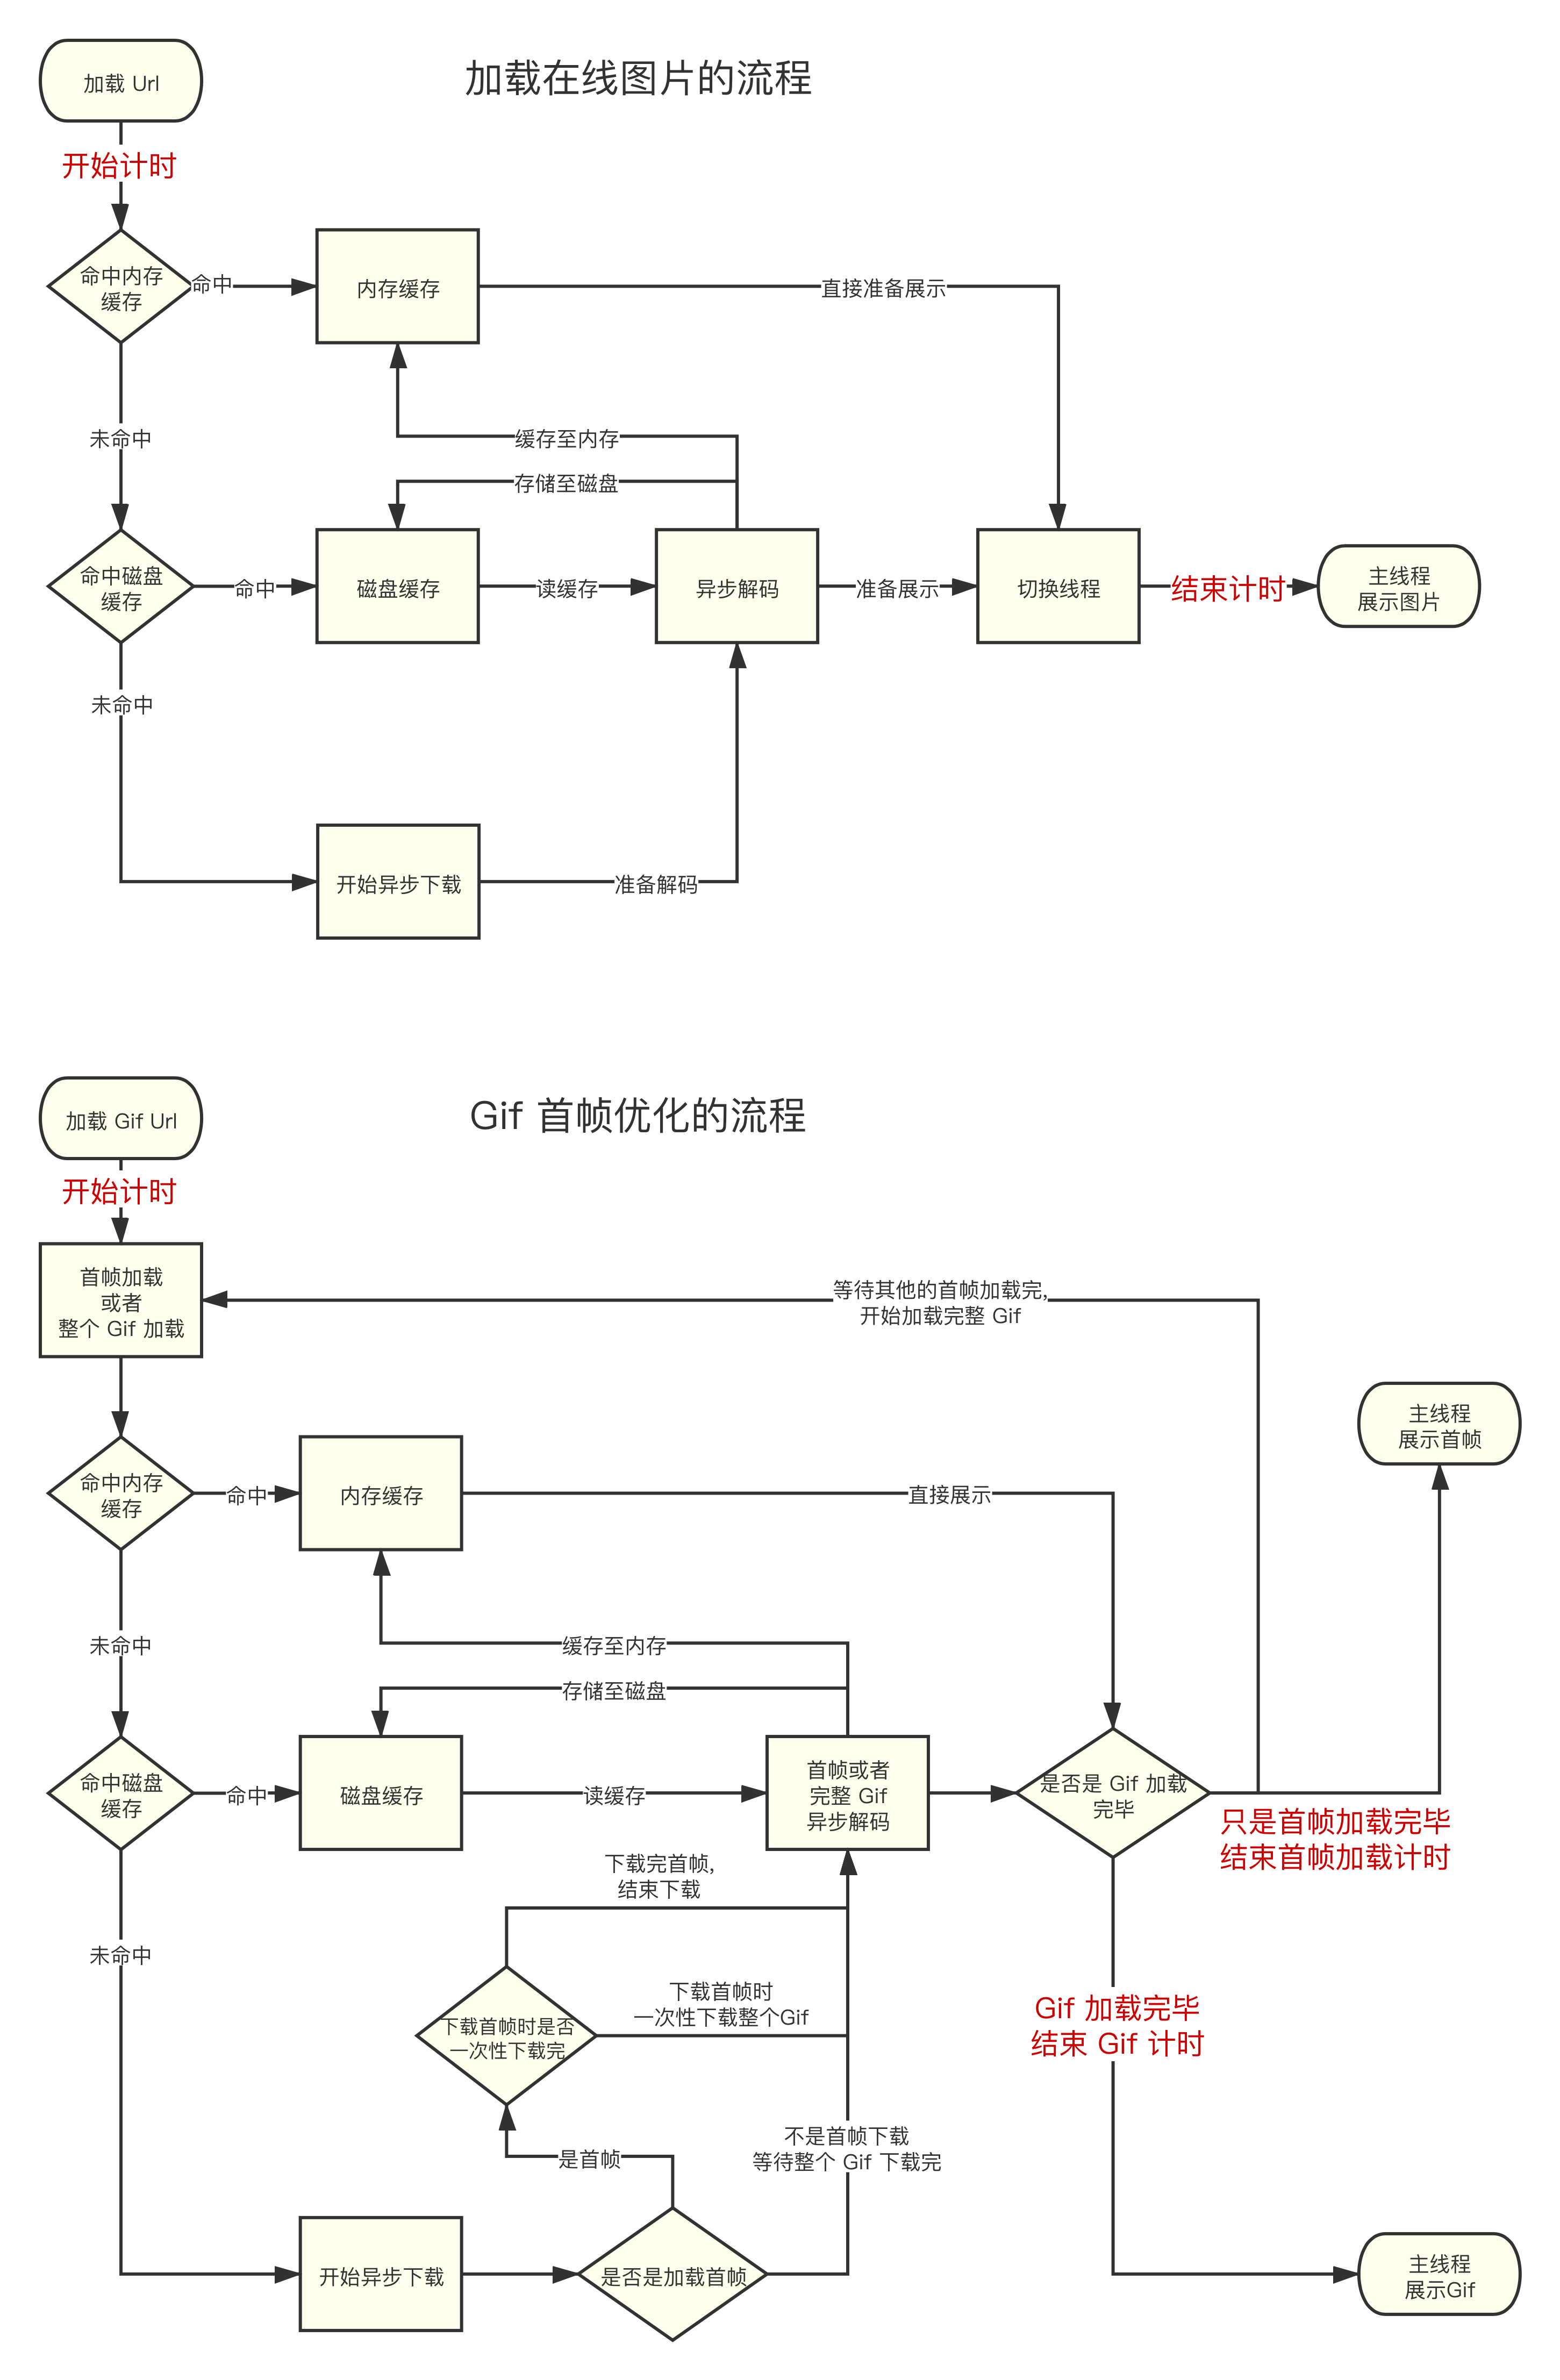 加载 Url
加载在线图片的流程
开始计时
命中内存
缓存
命中
内存缓存
直接准备展示
未命中
缓存至内存
存储至磁盘
命中磁盘
缓存
命中
磁盘缓存
读缓存
异步解码
准备展示
切换线程
结束计时
主线程
展示图片
未命中
开始异步下载
准备解码
加载 Gif Url
Gif 首帧优化的流程
开始计时
首帧加载
或者
整个 Gif 加载
等待其他的首帧加载完,
开始加载完整 Gif
主线程
展示首帧
命中内存
缓存
命中
内存缓存
直接展示
未命中
缓存至内存
存储至磁盘
命中磁盘
缓存
命中
磁盘缓存
读缓存
首帧或者
完整 Gif
异步解码
是否是 Gif 加载
完毕
只是首帧加载完毕
结束首帧加载计时
下载完首帧,
结束下载
未命中
下载首帧时
一次性下载整个Gif
下载首帧时是否
一次性下载完
Gif 加载完毕
结束 Gif 计时
不是首帧下载
等待整个 Gif 下载完
是首帧
开始异步下载
是否是加载首帧
主线程
展示Gif